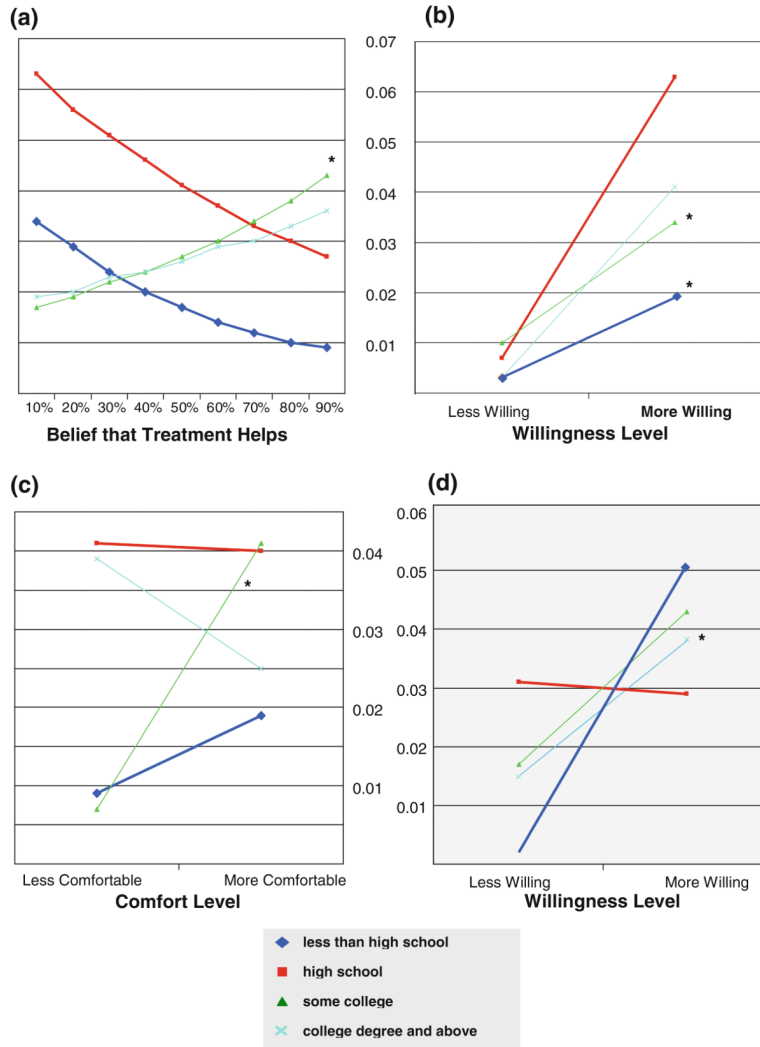 (a)
*
10% 20% 30% 40% 50% 60% 70% 80% 90%
Belief that Treatment Helps
(b)
0.07
0.06
0.05
0.04
0.03
0.02
0.01
*
*
Less Willing More Willing
Willingness Level
(c)
0.04
0.03
0.02
0.01
*
Less Comfortable More Comfortable
Comfort Level
(d)
0.06
0.05
0.04
0.03
0.02
0.01
*
Less Willing More Willing
Willingness Level
less than high school
high school
some college
college degree and above